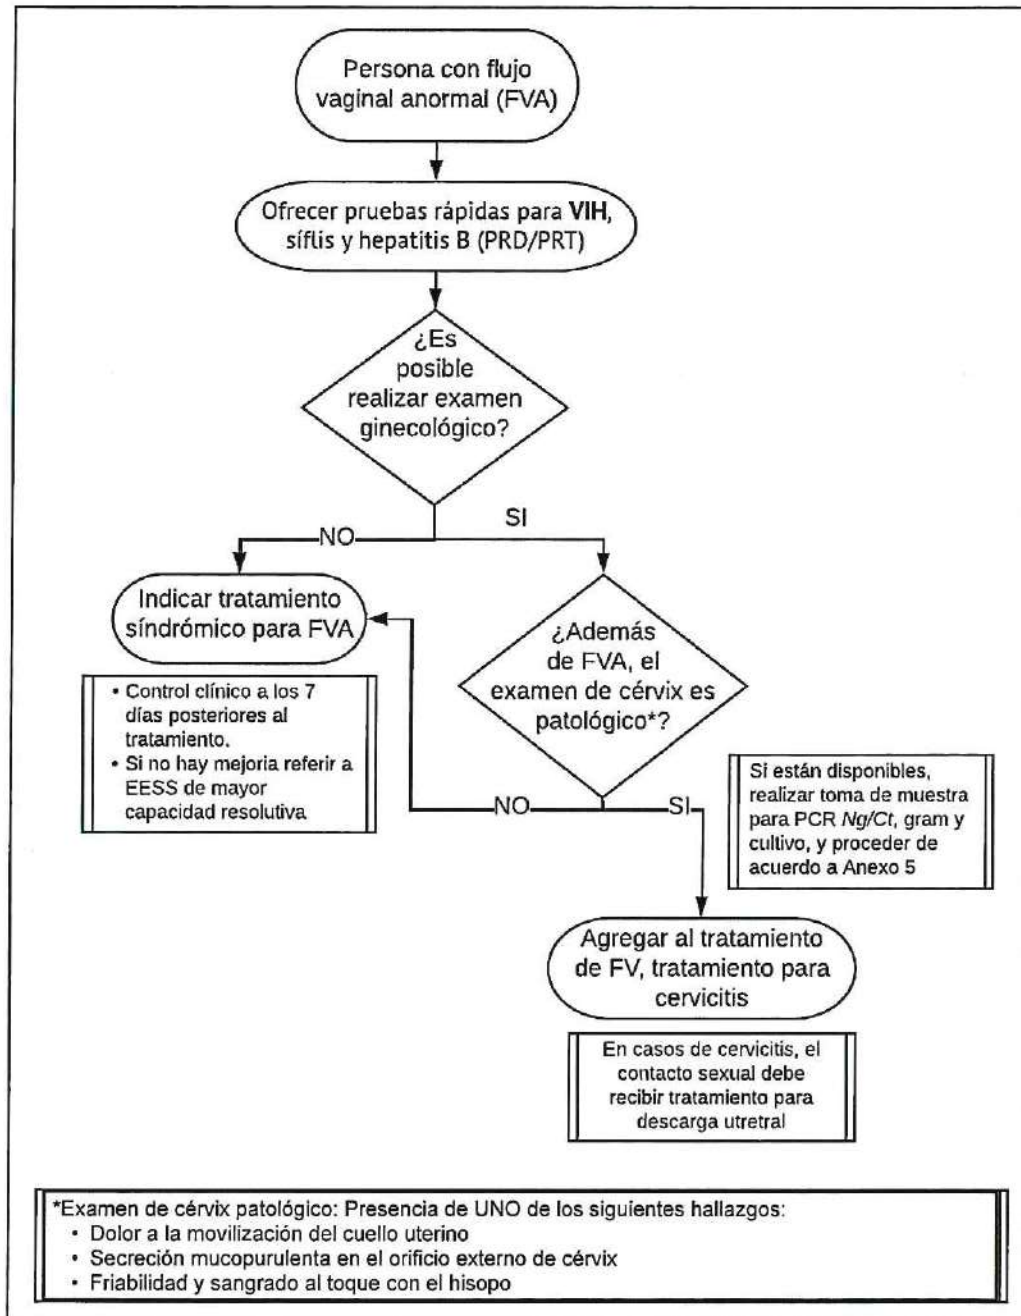 Persona con flujo
vaginal anormal (FVA)
Ofrecer pruebas rápidas para VIH,
síflis y hepatitis B (PRD/PRT)
¿Es
posible
realizar examen
ginecológico?
NO
SI
Indicar tratamiento
síndrómico para FVA
• Control clínico a los 7
días posteriores al
tratamiento.
• Si no hay mejoria referir a
EESS de mayor
capacidad resolutiva
¿Además
de FVA, el
examen de cérvix es
patológico*?
NO
SI
Si están disponibles,
realizar toma de muestra
para PCR Ng/Ct, gram y
cultivo, y proceder de
acuerdo a Anexo 5
Agregar al tratamiento
de FV, tratamiento para
cervicitis
En casos de cervicitis, el
contacto sexual debe
recibir tratamiento para
descarga utretral
*Examen de cérvix patológico: Presencia de UNO de los siguientes hallazgos:
• Dolor a la movilización del cuello uterino
• Secreción mucopurulenta en el orificio externo de cérvix
• Friabilidad y sangrado al toque con el hisopo